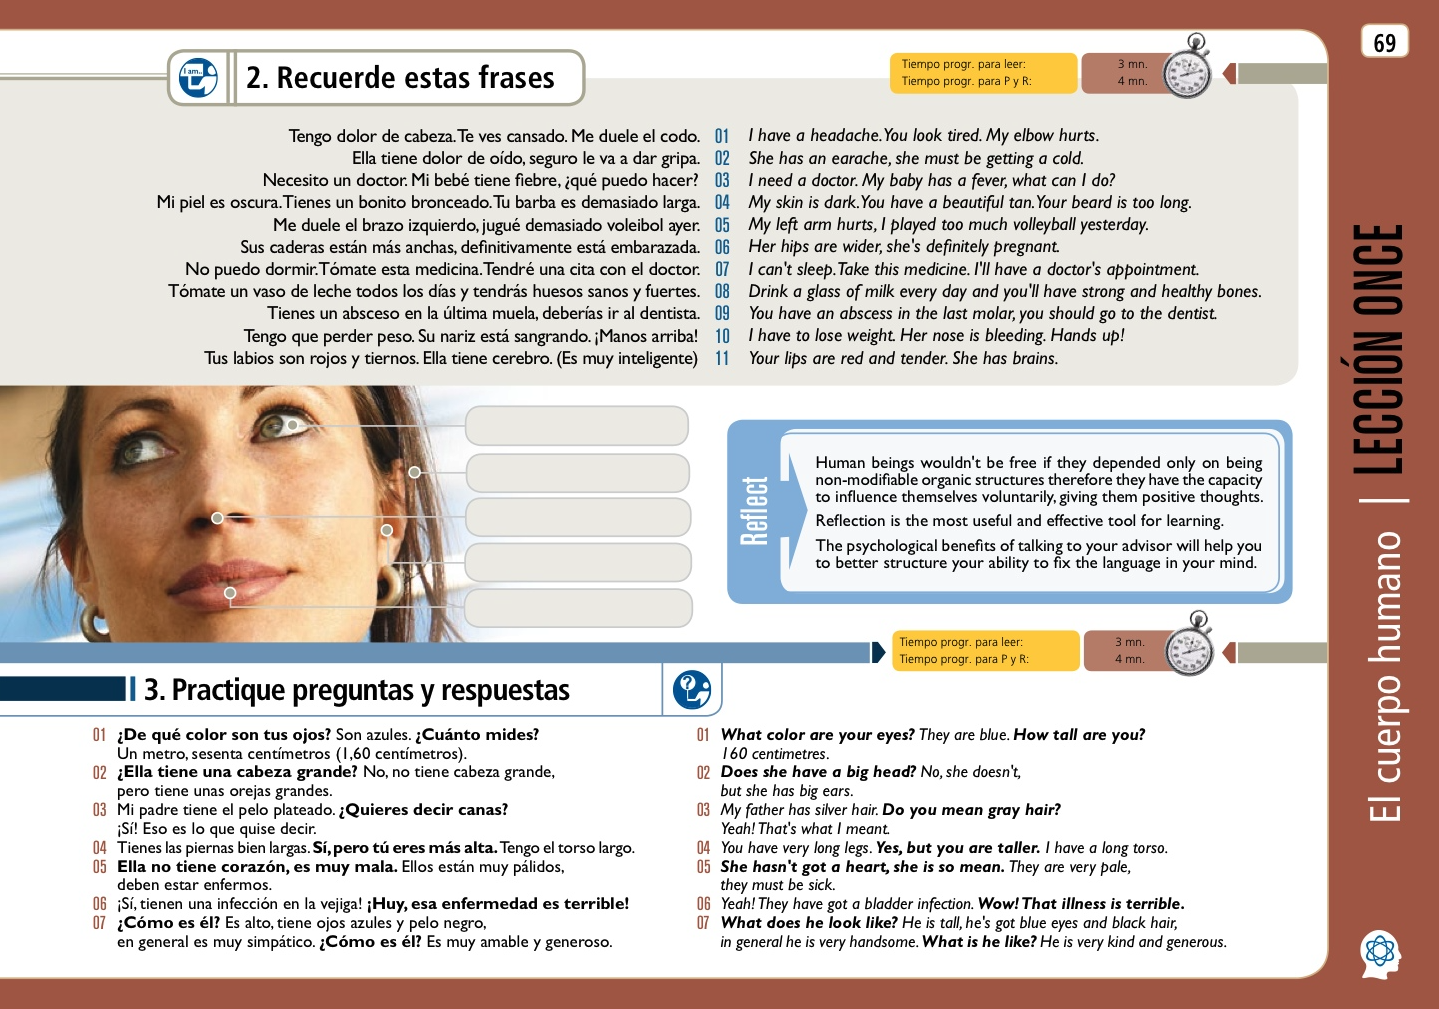 69
I am..
2. Recuerde estas frases
Tiempo progr. para leer: 3 mn.
Tiempo progr. para P y R: 4 mn.
Tengo dolor de cabeza. Te ves cansado. Me duele el codo. 01 I have a headache. You look tired. My elbow hurts.
Ella tiene dolor de oído, seguro le va a dar gripa. 02 She has an earache, she must be getting a cold.
Necesito un doctor. Mi bebé tiene fiebre, ¿qué puedo hacer? 03 I need a doctor. My baby has a fever, what can I do?
Mi piel es oscura. Tienes un bonito bronceado. Tu barba es demasiado larga. 04 My skin is dark. You have a beautiful tan. Your beard is too long.
Me duele el brazo izquierdo, jugué demasiado voleibol ayer. 05 My left arm hurts, I played too much volleyball yesterday.
Sus caderas están más anchas, definitivamente está embarazada. 06 Her hips are wider, she's definitely pregnant.
No puedo dormir. Tómate esta medicina. Tendré una cita con el doctor. 07 I can't sleep. Take this medicine. I'll have a doctor's appointment.
Tómate un vaso de leche todos los días y tendrás huesos sanos y fuertes. 08 Drink a glass of milk every day and you'll have strong and healthy bones.
Tienes un absceso en la última muela, deberías ir al dentista. 09 You have an abscess in the last molar, you should go to the dentist.
Tengo que perder peso. Su nariz está sangrando. ¡Manos arriba! 10 I have to lose weight. Her nose is bleeding. Hands up!
Tus labios son rojos y tiernos. Ella tiene cerebro. (Es muy inteligente) 11 Your lips are red and tender. She has brains.
Reflect
Human beings wouldn't be free if they depended only on being
non-modifiable organic structures therefore they have the capacity
to influence themselves voluntarily, giving them positive thoughts.
Reflection is the most useful and effective tool for learning.
The psychological benefits of talking to your advisor will help you
to better structure your ability to fix the language in your mind.
Tiempo progr. para leer: 3 mn.
Tiempo progr. para P y R: 4 mn.
3. Practique preguntas y respuestas
?
01 ¿De qué color son tus ojos? Son azules. ¿Cuánto mides?
Un metro, sesenta centímetros (1,60 centímetros).
02 ¿Ella tiene una cabeza grande? No, no tiene cabeza grande,
pero tiene unas orejas grandes.
03 Mi padre tiene el pelo plateado. ¿Quieres decir canas?
¡Sí! Eso es lo que quise decir.
04 Tienes las piernas bien largas. Sí, pero tú eres más alta. Tengo el torso largo.
05 Ella no tiene corazón, es muy mala. Ellos están muy pálidos,
deben estar enfermos.
06 ¡Sí, tienen una infección en la vejiga! ¡Huy, esa enfermedad es terrible!
07 ¿Cómo es él? Es alto, tiene ojos azules y pelo negro,
en general es muy simpático. ¿Cómo es él? Es muy amable y generoso.
01 What color are your eyes? They are blue. How tall are you?
160 centimetres.
02 Does she have a big head? No, she doesn't,
but she has big ears.
03 My father has silver hair. Do you mean gray hair?
Yeah! That's what I meant.
04 You have very long legs. Yes, but you are taller. I have a long torso.
05 She hasn't got a heart, she is so mean. They are very pale,
they must be sick.
06 Yeah! They have got a bladder infection. Wow! That illness is terrible.
07 What does he look like? He is tall, he's got blue eyes and black hair,
in general he is very handsome. What is he like? He is very kind and generous.
El cuerpo humano | LECCIÓN ONCE